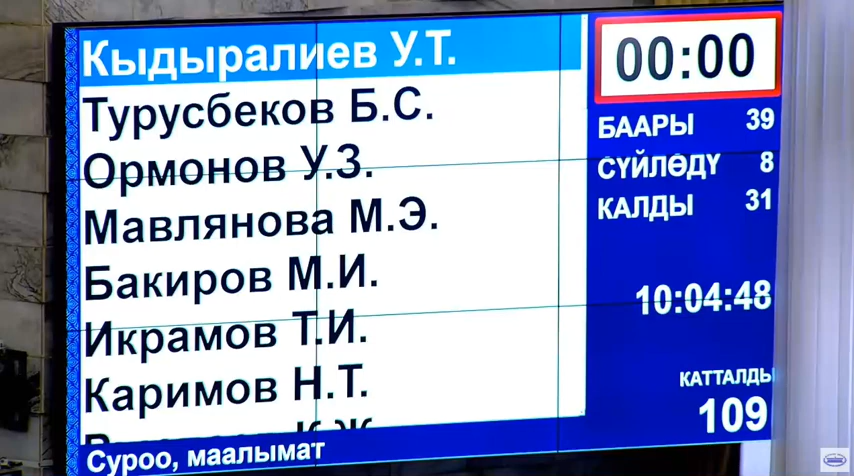 Кыдыралиев У.Т.
Турусбеков Б.С.
Ормонов У.З.
Мавлянова М.Э.
Бакиров М.И.
Икрамов Т.И.
Каримов Н.Т.
К.Ж.
Суроо, маалымат
00:00
БААРЫ 39
СҮЙЛӨДҮ 8
КАЛДЫ 31
10:04:48
КАТТАЛДЫ
109